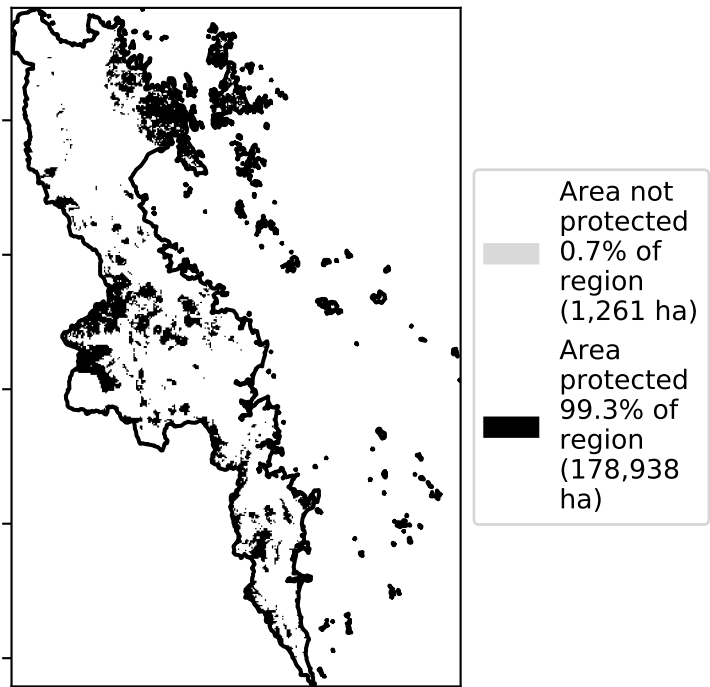 Area not
protected
0.7% of
region
(1,261 ha)
Area
protected
99.3% of
region
(178,938
ha)